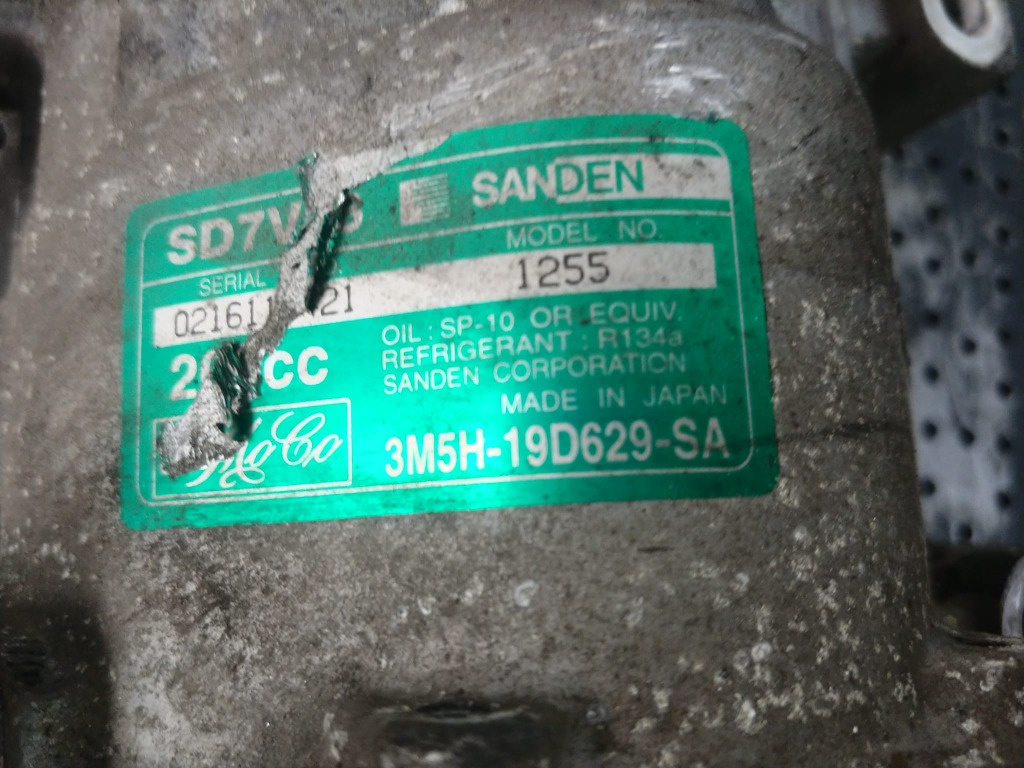 SANDEN
SERIAL
MODEL NO.
1255
OIL : SP-10 OR EQUIV.
REFRIGERANT : R134a
SANDEN CORPORATION
MADE IN JAPAN
3M5H-19D629-SA